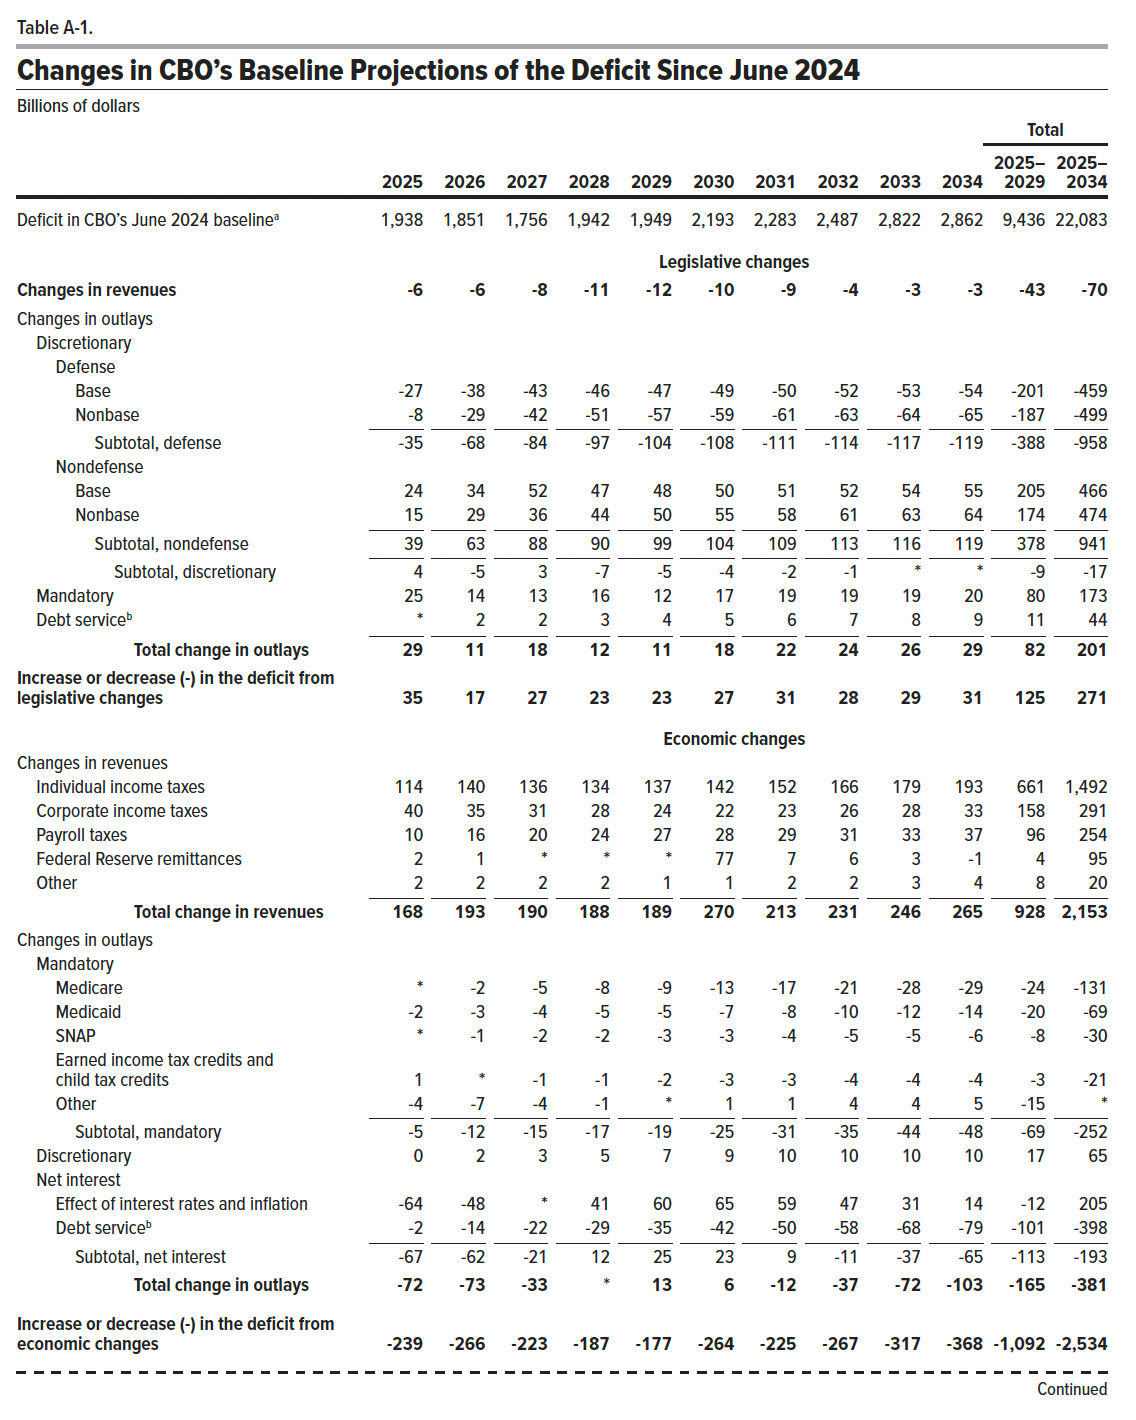 Table A-1.
Changes in CBO’s Baseline Projections of the Deficit Since June 2024
Billions of dollars
Total
2025– 2025–
2025 2026 2027 2028 2029 2030 2031 2032 2033 2034 2029 2034
Deficit in CBO’s June 2024 baselineᵃ 1,938 1,851 1,756 1,942 1,949 2,193 2,283 2,487 2,822 2,862 9,436 22,083
Legislative changes
Changes in revenues -6 -6 -8 -11 -12 -10 -9 -4 -3 -3 -43 -70
Changes in outlays
Discretionary
Defense
Base -27 -38 -43 -46 -47 -49 -50 -52 -53 -54 -201 -459
Nonbase -8 -29 -42 -51 -57 -59 -61 -63 -64 -65 -187 -499
Subtotal, defense -35 -68 -84 -97 -104 -108 -111 -114 -117 -119 -388 -958
Nondefense
Base 24 34 52 47 48 50 51 52 54 55 205 466
Nonbase 15 29 36 44 50 55 58 61 63 64 174 474
Subtotal, nondefense 39 63 88 90 99 104 109 113 116 119 378 941
Subtotal, discretionary 4 -5 3 -7 -5 -4 -2 -1 * * -9 -17
Mandatory 25 14 13 16 12 17 19 19 19 20 80 173
Debt serviceᵇ * 2 2 3 4 5 6 7 8 9 11 44
Total change in outlays 29 11 18 12 11 18 22 24 26 29 82 201
Increase or decrease (-) in the deficit from
legislative changes 35 17 27 23 23 27 31 28 29 31 125 271
Economic changes
Changes in revenues
Individual income taxes 114 140 136 134 137 142 152 166 179 193 661 1,492
Corporate income taxes 40 35 31 28 24 22 23 26 28 33 158 291
Payroll taxes 10 16 20 24 27 28 29 31 33 37 96 254
Federal Reserve remittances 2 1 * * * 77 7 6 3 -1 4 95
Other 2 2 2 2 1 1 2 2 3 4 8 20
Total change in revenues 168 193 190 188 189 270 213 231 246 265 928 2,153
Changes in outlays
Mandatory
Medicare * -2 -5 -8 -9 -13 -17 -21 -28 -29 -24 -131
Medicaid -2 -3 -4 -5 -5 -7 -8 -10 -12 -14 -20 -69
SNAP * -1 -2 -2 -3 -3 -4 -5 -5 -6 -8 -30
Earned income tax credits and
child tax credits 1 * -1 -1 -2 -3 -3 -4 -4 -4 -3 -21
Other -4 -7 -4 -1 * 1 1 4 4 5 -15 *
Subtotal, mandatory -5 -12 -15 -17 -19 -25 -31 -35 -44 -48 -69 -252
Discretionary 0 2 3 5 7 9 10 10 10 10 17 65
Net interest
Effect of interest rates and inflation -64 -48 * 41 60 65 59 47 31 14 -12 205
Debt serviceᵇ -2 -14 -22 -29 -35 -42 -50 -58 -68 -79 -101 -398
Subtotal, net interest -67 -62 -21 12 25 23 9 -11 -37 -65 -113 -193
Total change in outlays -72 -73 -33 * 13 6 -12 -37 -72 -103 -165 -381
Increase or decrease (-) in the deficit from
economic changes -239 -266 -223 -187 -177 -264 -225 -267 -317 -368 -1,092 -2,534
Continued